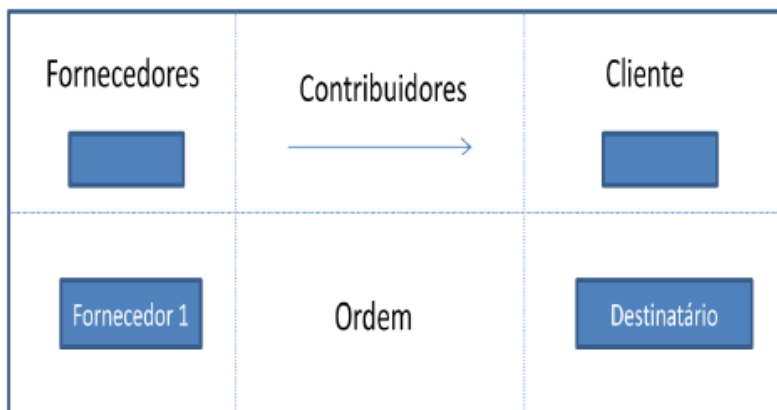 Fornecedores
Contribuidores
Cliente
Fornecedor 1
Ordem
Destinatário